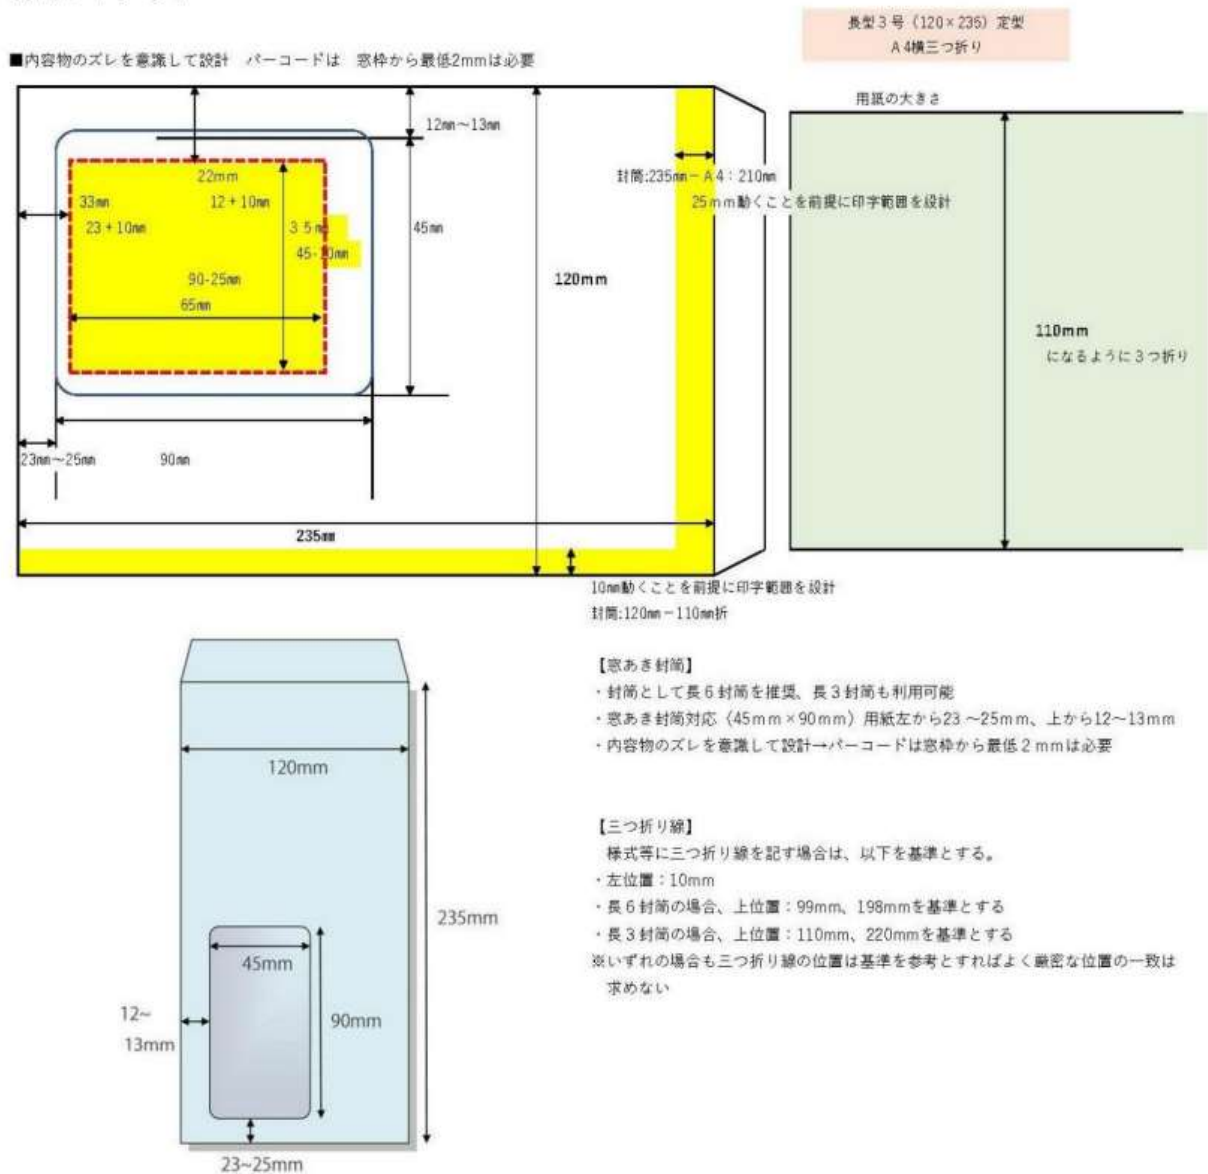 長型3号（120×235）定型
A4横三つ折り
■内容物のズレを意識して設計　バーコードは　窓枠から最低2mmは必要
用紙の大きさ
12㎜～13㎜
封筒:235㎜－A4：210㎜
25ｍｍ動くことを前提に印字範囲を設計
22mm
33㎜
12＋10㎜
23＋10㎜
35㎜
45㎜
45-10㎜
90-25㎜
65㎜
120mm
110mm
になるように３つ折り
23㎜～25㎜
90㎜
235㎜
10㎜動くことを前提に印字範囲を設計
封筒:120㎜－110㎜折
【窓あき封筒】
・封筒として長６封筒を推奨、長３封筒も利用可能
・窓あき封筒対応（45ｍｍ×90ｍｍ）用紙左から23～25ｍｍ、上から12～13ｍｍ
・内容物のズレを意識して設計→バーコードは窓枠から最低２ｍｍは必要
【三つ折り線】
様式等に三つ折り線を記す場合は、以下を基準とする。
・左位置：10mm
・長６封筒の場合、上位置：99mm、198mmを基準とする
・長３封筒の場合、上位置：110mm、220mmを基準とする
※いずれの場合も三つ折り線の位置は基準を参考とすればよく厳密な位置の一致は
求めない
120mm
235mm
45mm
90mm
12~
13mm
23~25mm